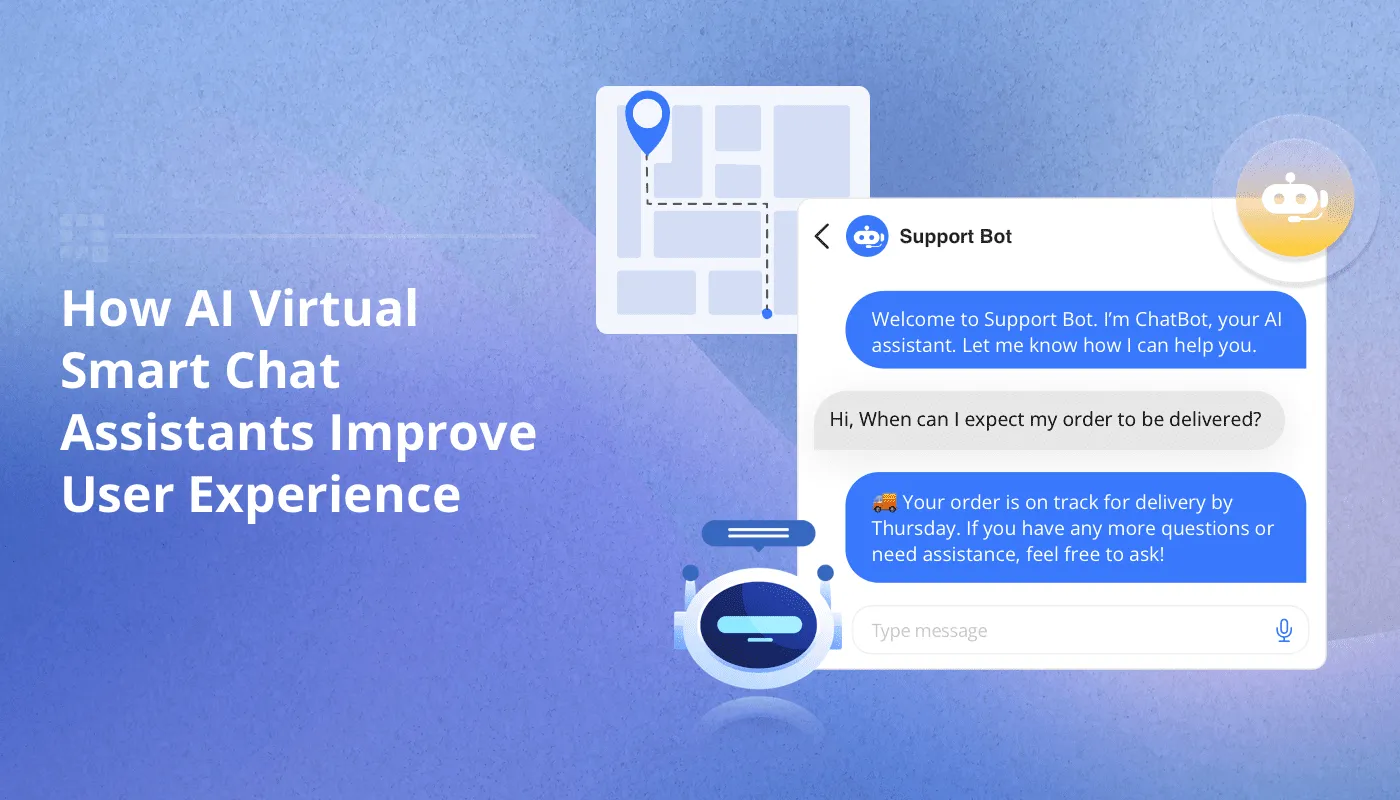 How AI Virtual
Smart Chat
Assistants Improve
User Experience
Support Bot
Welcome to Support Bot. I’m ChatBot, your AI
assistant. Let me know how I can help you.
Hi, When can I expect my order to be delivered?
🚚 Your order is on track for delivery by
Thursday. If you have any more questions or
need assistance, feel free to ask!
Type message